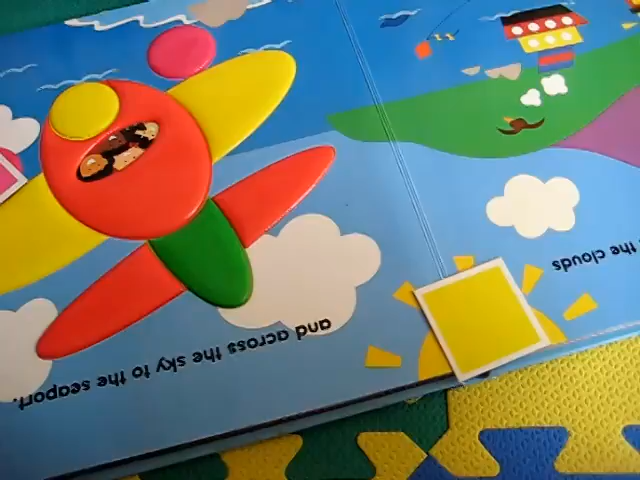 the clouds
and across the sky to the seaport.